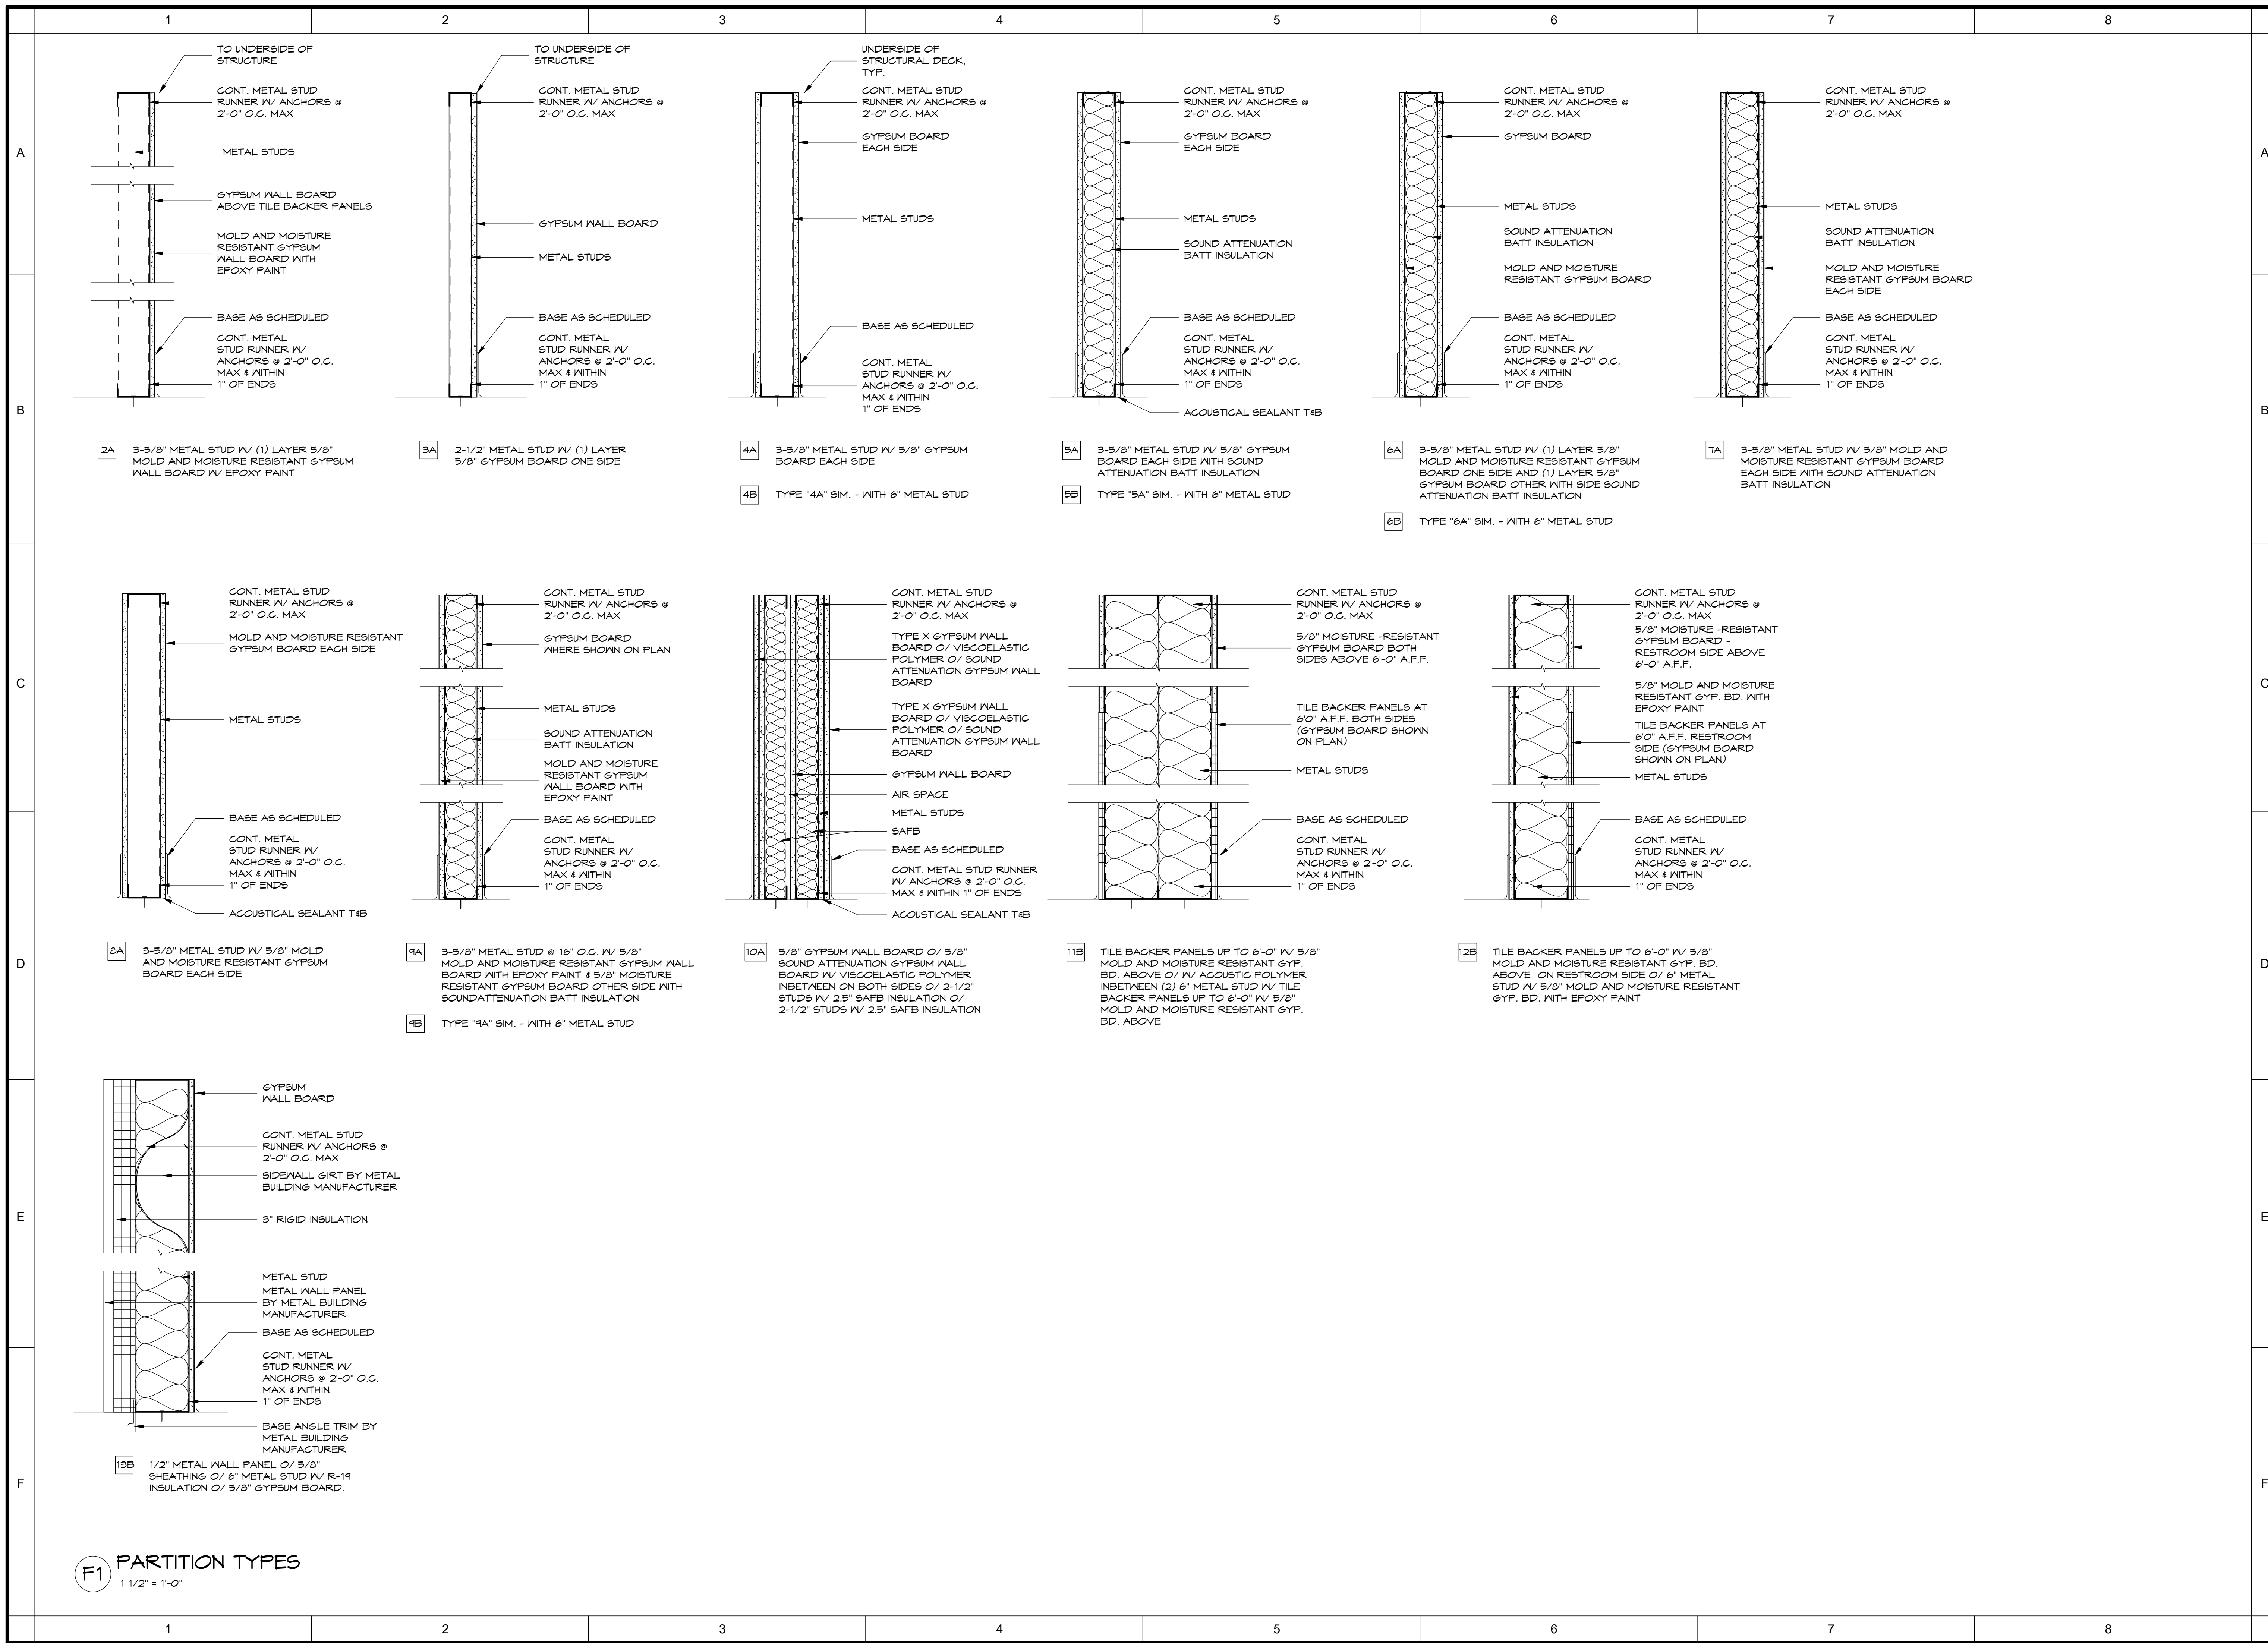 1 2 3 4 5 6 7 8
A
B
C
D
E
F
A
B
C
D
E
F
TO UNDERSIDE OF
STRUCTURE
CONT. METAL STUD
RUNNER W/ ANCHORS @
2'-0" O.C. MAX
METAL STUDS
GYPSUM WALL BOARD
ABOVE TILE BACKER PANELS
MOLD AND MOISTURE
RESISTANT GYPSUM
WALL BOARD WITH
EPOXY PAINT
BASE AS SCHEDULED
CONT. METAL
STUD RUNNER W/
ANCHORS @ 2'-0" O.C.
MAX & WITHIN
1" OF ENDS
2A 3-5/8" METAL STUD W/ (1) LAYER 5/8"
MOLD AND MOISTURE RESISTANT GYPSUM
WALL BOARD W/ EPOXY PAINT
TO UNDERSIDE OF
STRUCTURE
CONT. METAL STUD
RUNNER W/ ANCHORS @
2'-0" O.C. MAX
GYPSUM WALL BOARD
METAL STUDS
BASE AS SCHEDULED
CONT. METAL
STUD RUNNER W/
ANCHORS @ 2'-0" O.C.
MAX & WITHIN
1" OF ENDS
3A 2-1/2" METAL STUD W/ (1) LAYER
5/8" GYPSUM BOARD ONE SIDE
UNDERSIDE OF
STRUCTURAL DECK,
TYP.
CONT. METAL STUD
RUNNER W/ ANCHORS @
2'-0" O.C. MAX
GYPSUM BOARD
EACH SIDE
METAL STUDS
BASE AS SCHEDULED
CONT. METAL
STUD RUNNER W/
ANCHORS @ 2'-0" O.C.
MAX & WITHIN
1" OF ENDS
4A 3-5/8" METAL STUD W/ 5/8" GYPSUM
BOARD EACH SIDE
4B TYPE "4A" SIM. - WITH 6" METAL STUD
CONT. METAL STUD
RUNNER W/ ANCHORS @
2'-0" O.C. MAX
GYPSUM BOARD
EACH SIDE
METAL STUDS
SOUND ATTENUATION
BATT INSULATION
BASE AS SCHEDULED
CONT. METAL
STUD RUNNER W/
ANCHORS @ 2'-0" O.C.
MAX & WITHIN
1" OF ENDS
ACOUSTICAL SEALANT T&B
5A 3-5/8" METAL STUD W/ 5/8" GYPSUM
BOARD EACH SIDE WITH SOUND
ATTENUATION BATT INSULATION
5B TYPE "5A" SIM. - WITH 6" METAL STUD
CONT. METAL STUD
RUNNER W/ ANCHORS @
2'-0" O.C. MAX
GYPSUM BOARD
METAL STUDS
SOUND ATTENUATION
BATT INSULATION
MOLD AND MOISTURE
RESISTANT GYPSUM BOARD
BASE AS SCHEDULED
CONT. METAL
STUD RUNNER W/
ANCHORS @ 2'-0" O.C.
MAX & WITHIN
1" OF ENDS
6A 3-5/8" METAL STUD W/ (1) LAYER 5/8"
MOLD AND MOISTURE RESISTANT GYPSUM
BOARD ONE SIDE AND (1) LAYER 5/8"
GYPSUM BOARD OTHER WITH SIDE SOUND
ATTENUATION BATT INSULATION
6B TYPE "6A" SIM. - WITH 6" METAL STUD
CONT. METAL STUD
RUNNER W/ ANCHORS @
2'-0" O.C. MAX
METAL STUDS
SOUND ATTENUATION
BATT INSULATION
MOLD AND MOISTURE
RESISTANT GYPSUM BOARD
EACH SIDE
BASE AS SCHEDULED
CONT. METAL
STUD RUNNER W/
ANCHORS @ 2'-0" O.C.
MAX & WITHIN
1" OF ENDS
7A 3-5/8" METAL STUD W/ 5/8" MOLD AND
MOISTURE RESISTANT GYPSUM BOARD
EACH SIDE WITH SOUND ATTENUATION
BATT INSULATION
CONT. METAL STUD
RUNNER W/ ANCHORS @
2'-0" O.C. MAX
MOLD AND MOISTURE RESISTANT
GYPSUM BOARD EACH SIDE
METAL STUDS
BASE AS SCHEDULED
CONT. METAL
STUD RUNNER W/
ANCHORS @ 2'-0" O.C.
MAX & WITHIN
1" OF ENDS
ACOUSTICAL SEALANT T&B
8A 3-5/8" METAL STUD W/ 5/8" MOLD
AND MOISTURE RESISTANT GYPSUM
BOARD EACH SIDE
CONT. METAL STUD
RUNNER W/ ANCHORS @
2'-0" O.C. MAX
GYPSUM BOARD
WHERE SHOWN ON PLAN
METAL STUDS
SOUND ATTENUATION
BATT INSULATION
MOLD AND MOISTURE
RESISTANT GYPSUM
WALL BOARD WITH
EPOXY PAINT
BASE AS SCHEDULED
CONT. METAL
STUD RUNNER W/
ANCHORS @ 2'-0" O.C.
MAX & WITHIN
1" OF ENDS
9A 3-5/8" METAL STUD @ 16" O.C. W/ 5/8"
MOLD AND MOISTURE RESISTANT GYPSUM WALL
BOARD WITH EPOXY PAINT & 5/8" MOISTURE
RESISTANT GYPSUM BOARD OTHER SIDE WITH
SOUNDATTENUATION BATT INSULATION
9B TYPE "9A" SIM. - WITH 6" METAL STUD
CONT. METAL STUD
RUNNER W/ ANCHORS @
2'-0" O.C. MAX
TYPE X GYPSUM WALL
BOARD O/ VISCOELASTIC
POLYMER O/ SOUND
ATTENUATION GYPSUM WALL
BOARD
TYPE X GYPSUM WALL
BOARD O/ VISCOELASTIC
POLYMER O/ SOUND
ATTENUATION GYPSUM WALL
BOARD
GYPSUM WALL BOARD
AIR SPACE
METAL STUDS
SAFB
BASE AS SCHEDULED
CONT. METAL STUD RUNNER
W/ ANCHORS @ 2'-0" O.C.
MAX & WITHIN 1" OF ENDS
ACOUSTICAL SEALANT T&B
10A 5/8" GYPSUM WALL BOARD O/ 5/8"
SOUND ATTENUATION GYPSUM WALL
BOARD W/ VISCOELASTIC POLYMER
INBETWEEN ON BOTH SIDES O/ 2-1/2"
STUDS W/ 2.5" SAFB INSULATION O/
2-1/2" STUDS W/ 2.5" SAFB INSULATION
CONT. METAL STUD
RUNNER W/ ANCHORS @
2'-0" O.C. MAX
5/8" MOISTURE -RESISTANT
GYPSUM BOARD BOTH
SIDES ABOVE 6'-0" A.F.F.
TILE BACKER PANELS AT
6'0" A.F.F. BOTH SIDES
(GYPSUM BOARD SHOWN
ON PLAN)
METAL STUDS
BASE AS SCHEDULED
CONT. METAL
STUD RUNNER W/
ANCHORS @ 2'-0" O.C.
MAX & WITHIN
1" OF ENDS
11B TILE BACKER PANELS UP TO 6'-0" W/ 5/8"
MOLD AND MOISTURE RESISTANT GYP.
BD. ABOVE O/ W/ ACOUSTIC POLYMER
INBETWEEN (2) 6" METAL STUD W/ TILE
BACKER PANELS UP TO 6'-0" W/ 5/8"
MOLD AND MOISTURE RESISTANT GYP.
BD. ABOVE
CONT. METAL STUD
RUNNER W/ ANCHORS @
2'-0" O.C. MAX
5/8" MOISTURE -RESISTANT
GYPSUM BOARD -
RESTROOM SIDE ABOVE
6'-0" A.F.F.
5/8" MOLD AND MOISTURE
RESISTANT GYP. BD. WITH
EPOXY PAINT
TILE BACKER PANELS AT
6'0" A.F.F. RESTROOM
SIDE (GYPSUM BOARD
SHOWN ON PLAN)
METAL STUDS
BASE AS SCHEDULED
CONT. METAL
STUD RUNNER W/
ANCHORS @ 2'-0" O.C.
MAX & WITHIN
1" OF ENDS
12B TILE BACKER PANELS UP TO 6'-0" W/ 5/8"
MOLD AND MOISTURE RESISTANT GYP. BD.
ABOVE ON RESTROOM SIDE O/ 6" METAL
STUD W/ 5/8" MOLD AND MOISTURE RESISTANT
GYP. BD. WITH EPOXY PAINT
GYPSUM
WALL BOARD
CONT. METAL STUD
RUNNER W/ ANCHORS @
2'-0" O.C. MAX
SIDEWALL GIRT BY METAL
BUILDING MANUFACTURER
3" RIGID INSULATION
METAL STUD
METAL WALL PANEL
BY METAL BUILDING
MANUFACTURER
BASE AS SCHEDULED
CONT. METAL
STUD RUNNER W/
ANCHORS @ 2'-0" O.C.
MAX & WITHIN
1" OF ENDS
BASE ANGLE TRIM BY
METAL BUILDING
MANUFACTURER
13B 1/2" METAL WALL PANEL O/ 5/8"
SHEATHING O/ 6" METAL STUD W/ R-19
INSULATION O/ 5/8" GYPSUM BOARD.
F1 PARTITION TYPES
1 1/2" = 1'-0"
1 2 3 4 5 6 7 8